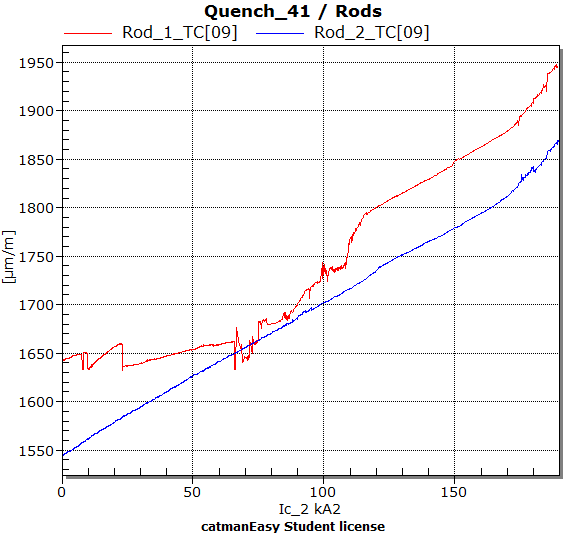 Quench_41 / Rods
Rod_1_TC[09] Rod_2_TC[09]
1950
1900
1850
1800
1750
1700
1650
1600
1550
[µm/m]
0 50 100 150
Ic_2 kA2
catmanEasy Student license